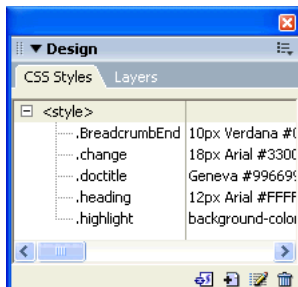 Design
CSS Styles Layers
<style>
.BreadcrumbEnd 10px Verdana #0
.change 18px Arial #3300
.doctitle Geneva #99669
.heading 12px Arial #FFFF
.highlight background-color